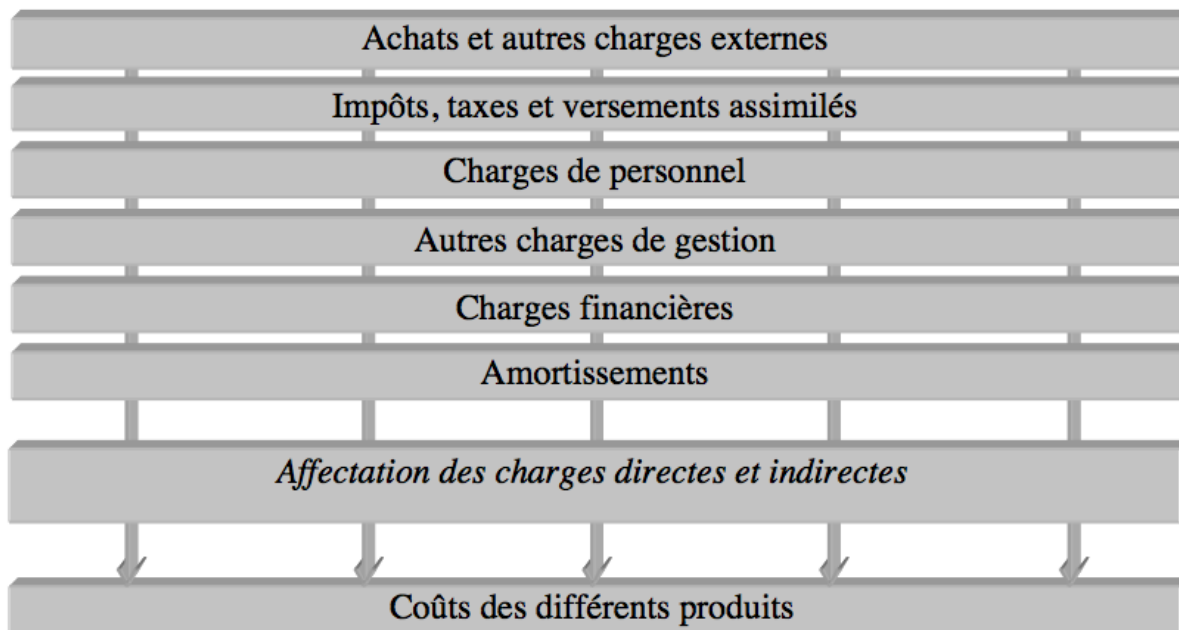 Achats et autres charges externes
Impôts, taxes et versements assimilés
Charges de personnel
Autres charges de gestion
Charges financières
Amortissements
Affectation des charges directes et indirectes
Coûts des différents produits